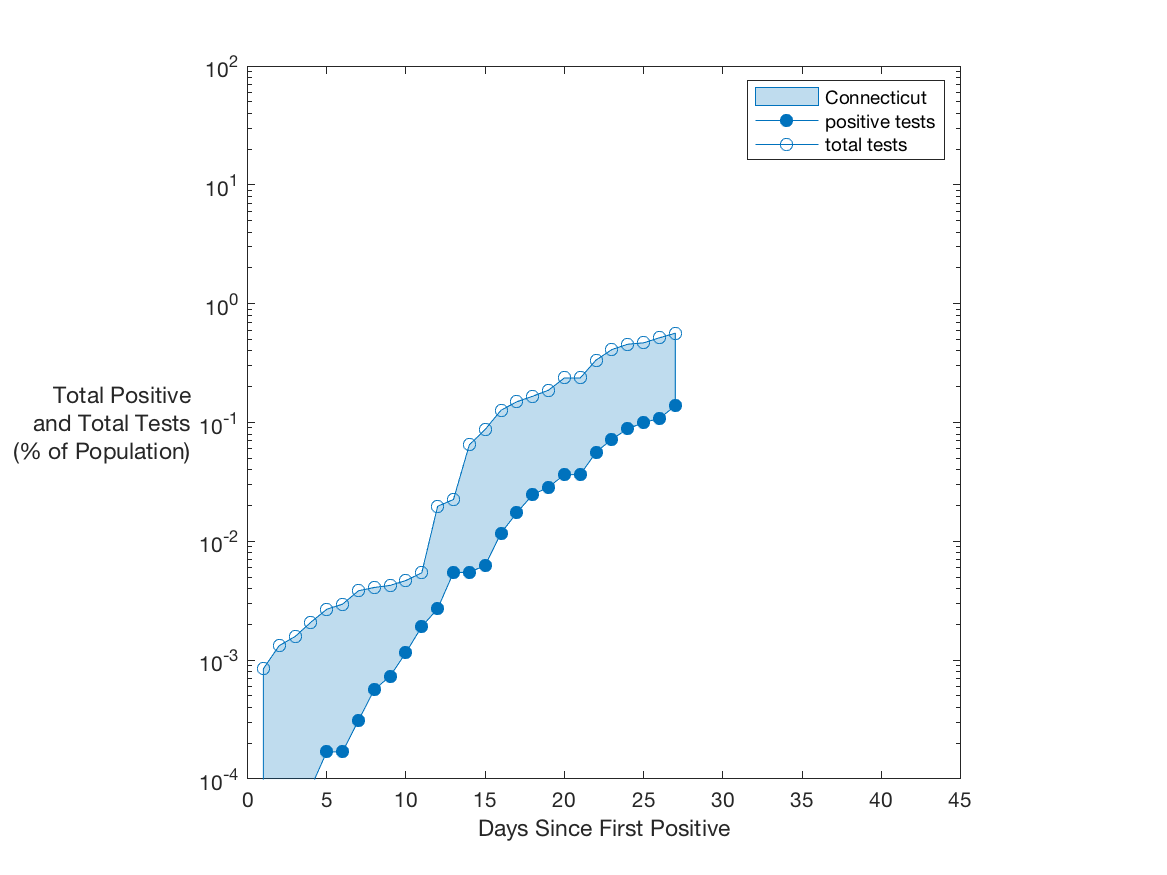 10^2
10^1
10^0
10^-1
10^-2
10^-3
10^-4
Total Positive
and Total Tests
(% of Population)
Connecticut
positive tests
total tests
0 5 10 15 20 25 30 35 40 45
Days Since First Positive